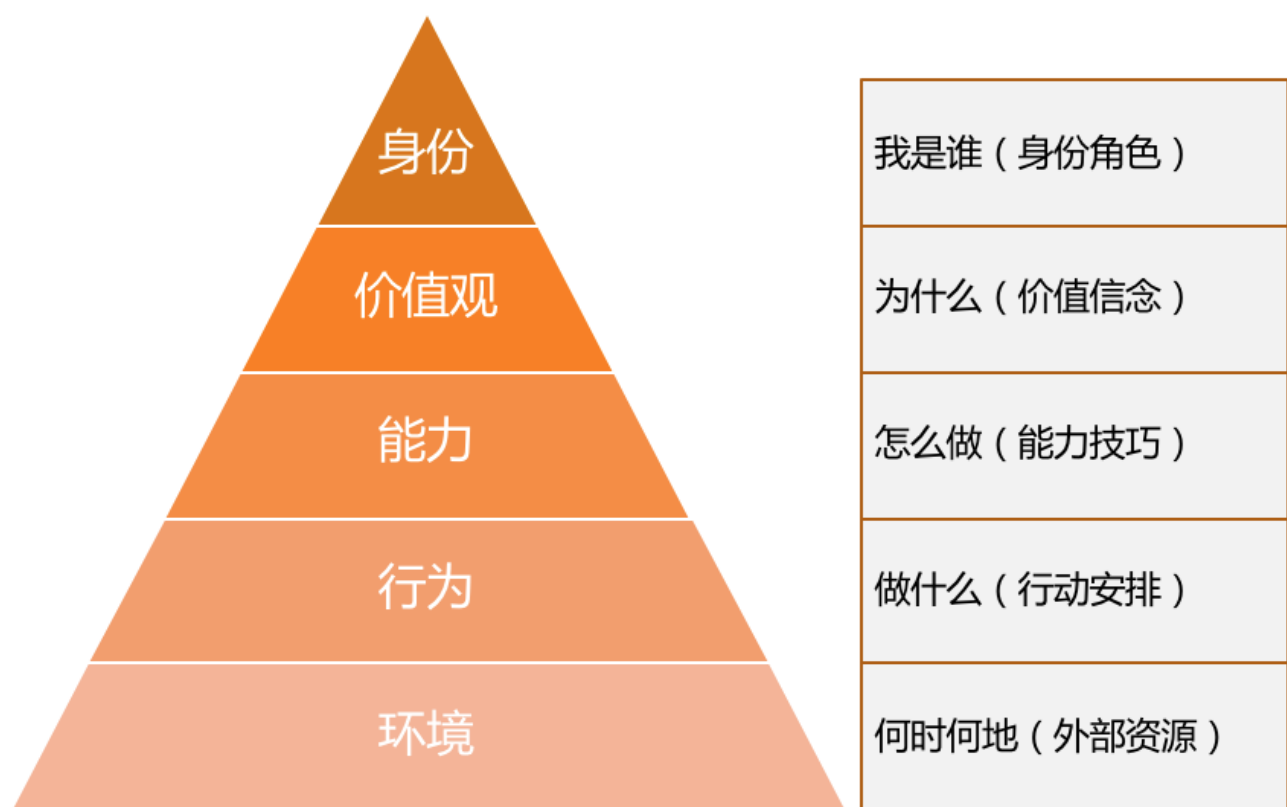 身份
我是谁（身份角色）
价值观
为什么（价值信念）
能力
怎么做（能力技巧）
行为
做什么（行动安排）
环境
何时何地（外部资源）